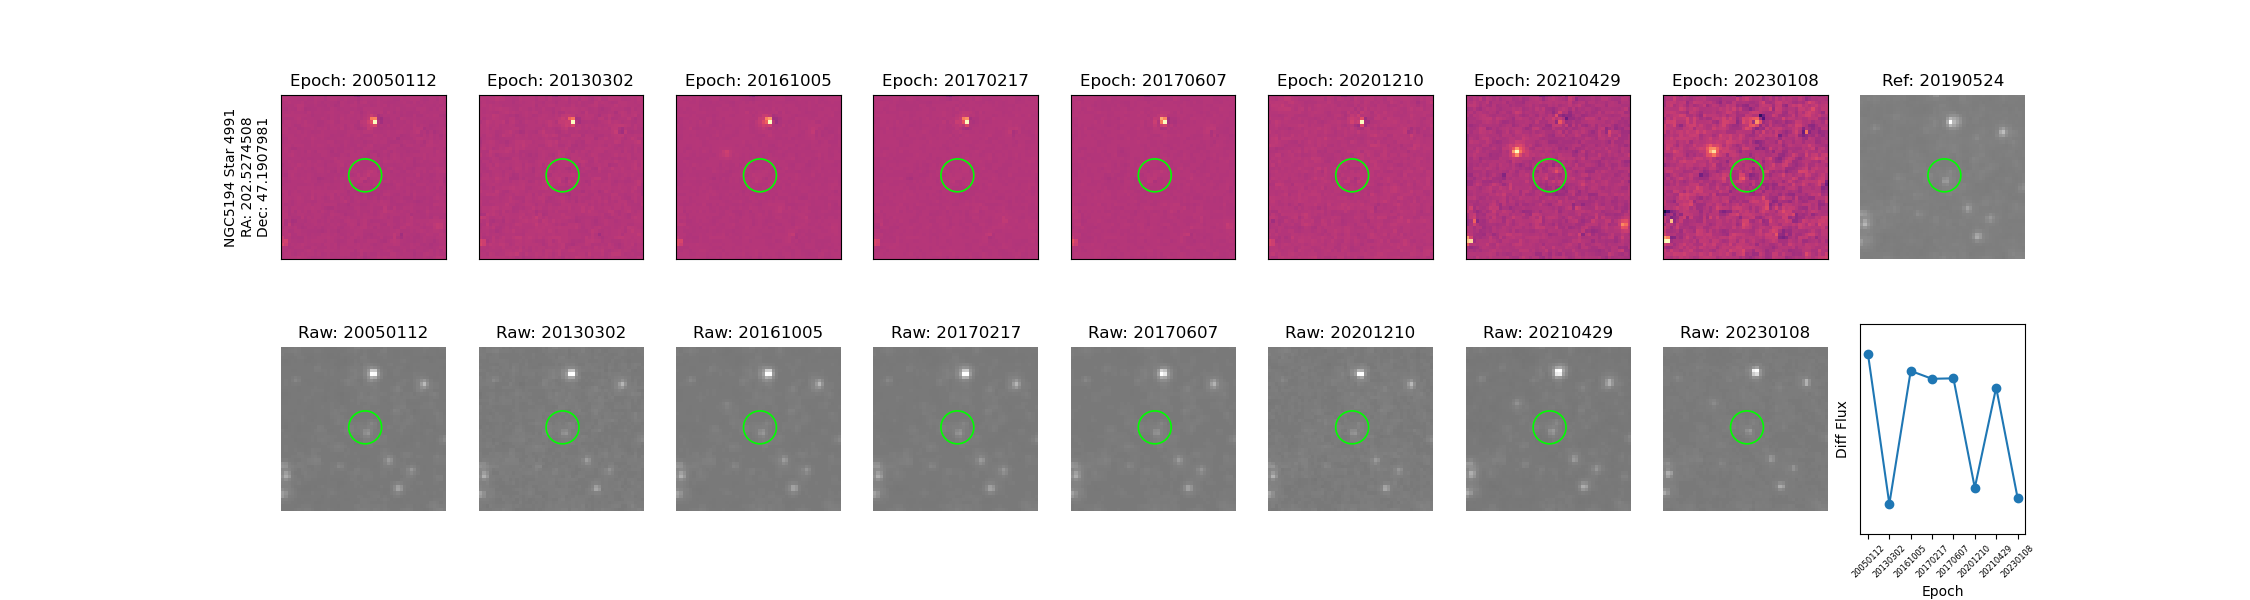 NGC5194 Star 4991
RA: 202.5274508
Dec: 47.1907981
Epoch: 20050112
Epoch: 20130302
Epoch: 20161005
Epoch: 20170217
Epoch: 20170607
Epoch: 20201210
Epoch: 20210429
Epoch: 20230108
Ref: 20190524
Raw: 20050112
Raw: 20130302
Raw: 20161005
Raw: 20170217
Raw: 20170607
Raw: 20201210
Raw: 20210429
Raw: 20230108
Diff Flux
20050112
20130302
20161005
20170217
20170607
20201210
20210429
20230108
Epoch